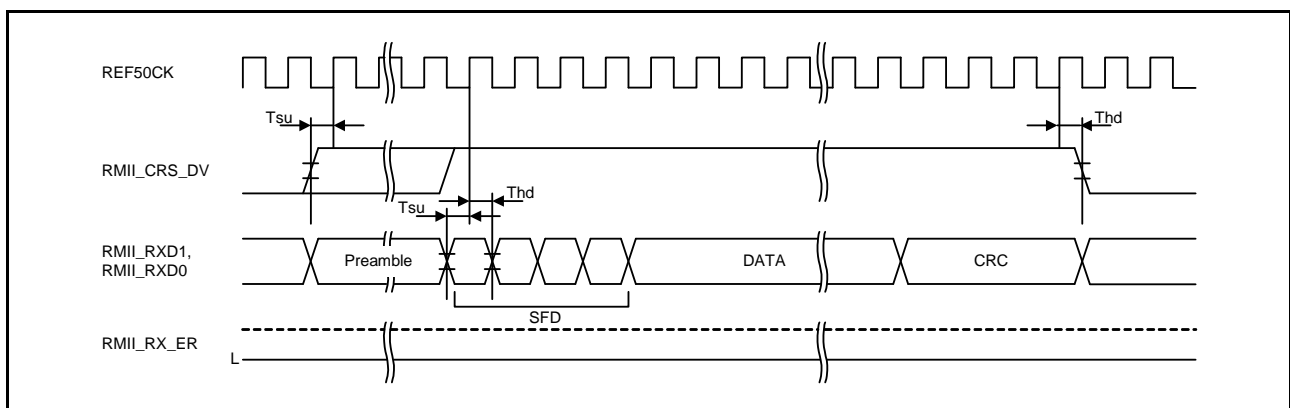 REF50CK
Tsu
Thd
RMII_CRS_DV
Tsu
Thd
RMII_RXD1,
RMII_RXD0
Preamble
DATA
CRC
SFD
RMII_RX_ER
L